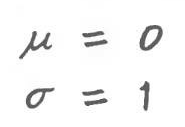 μ = 0
σ = 1